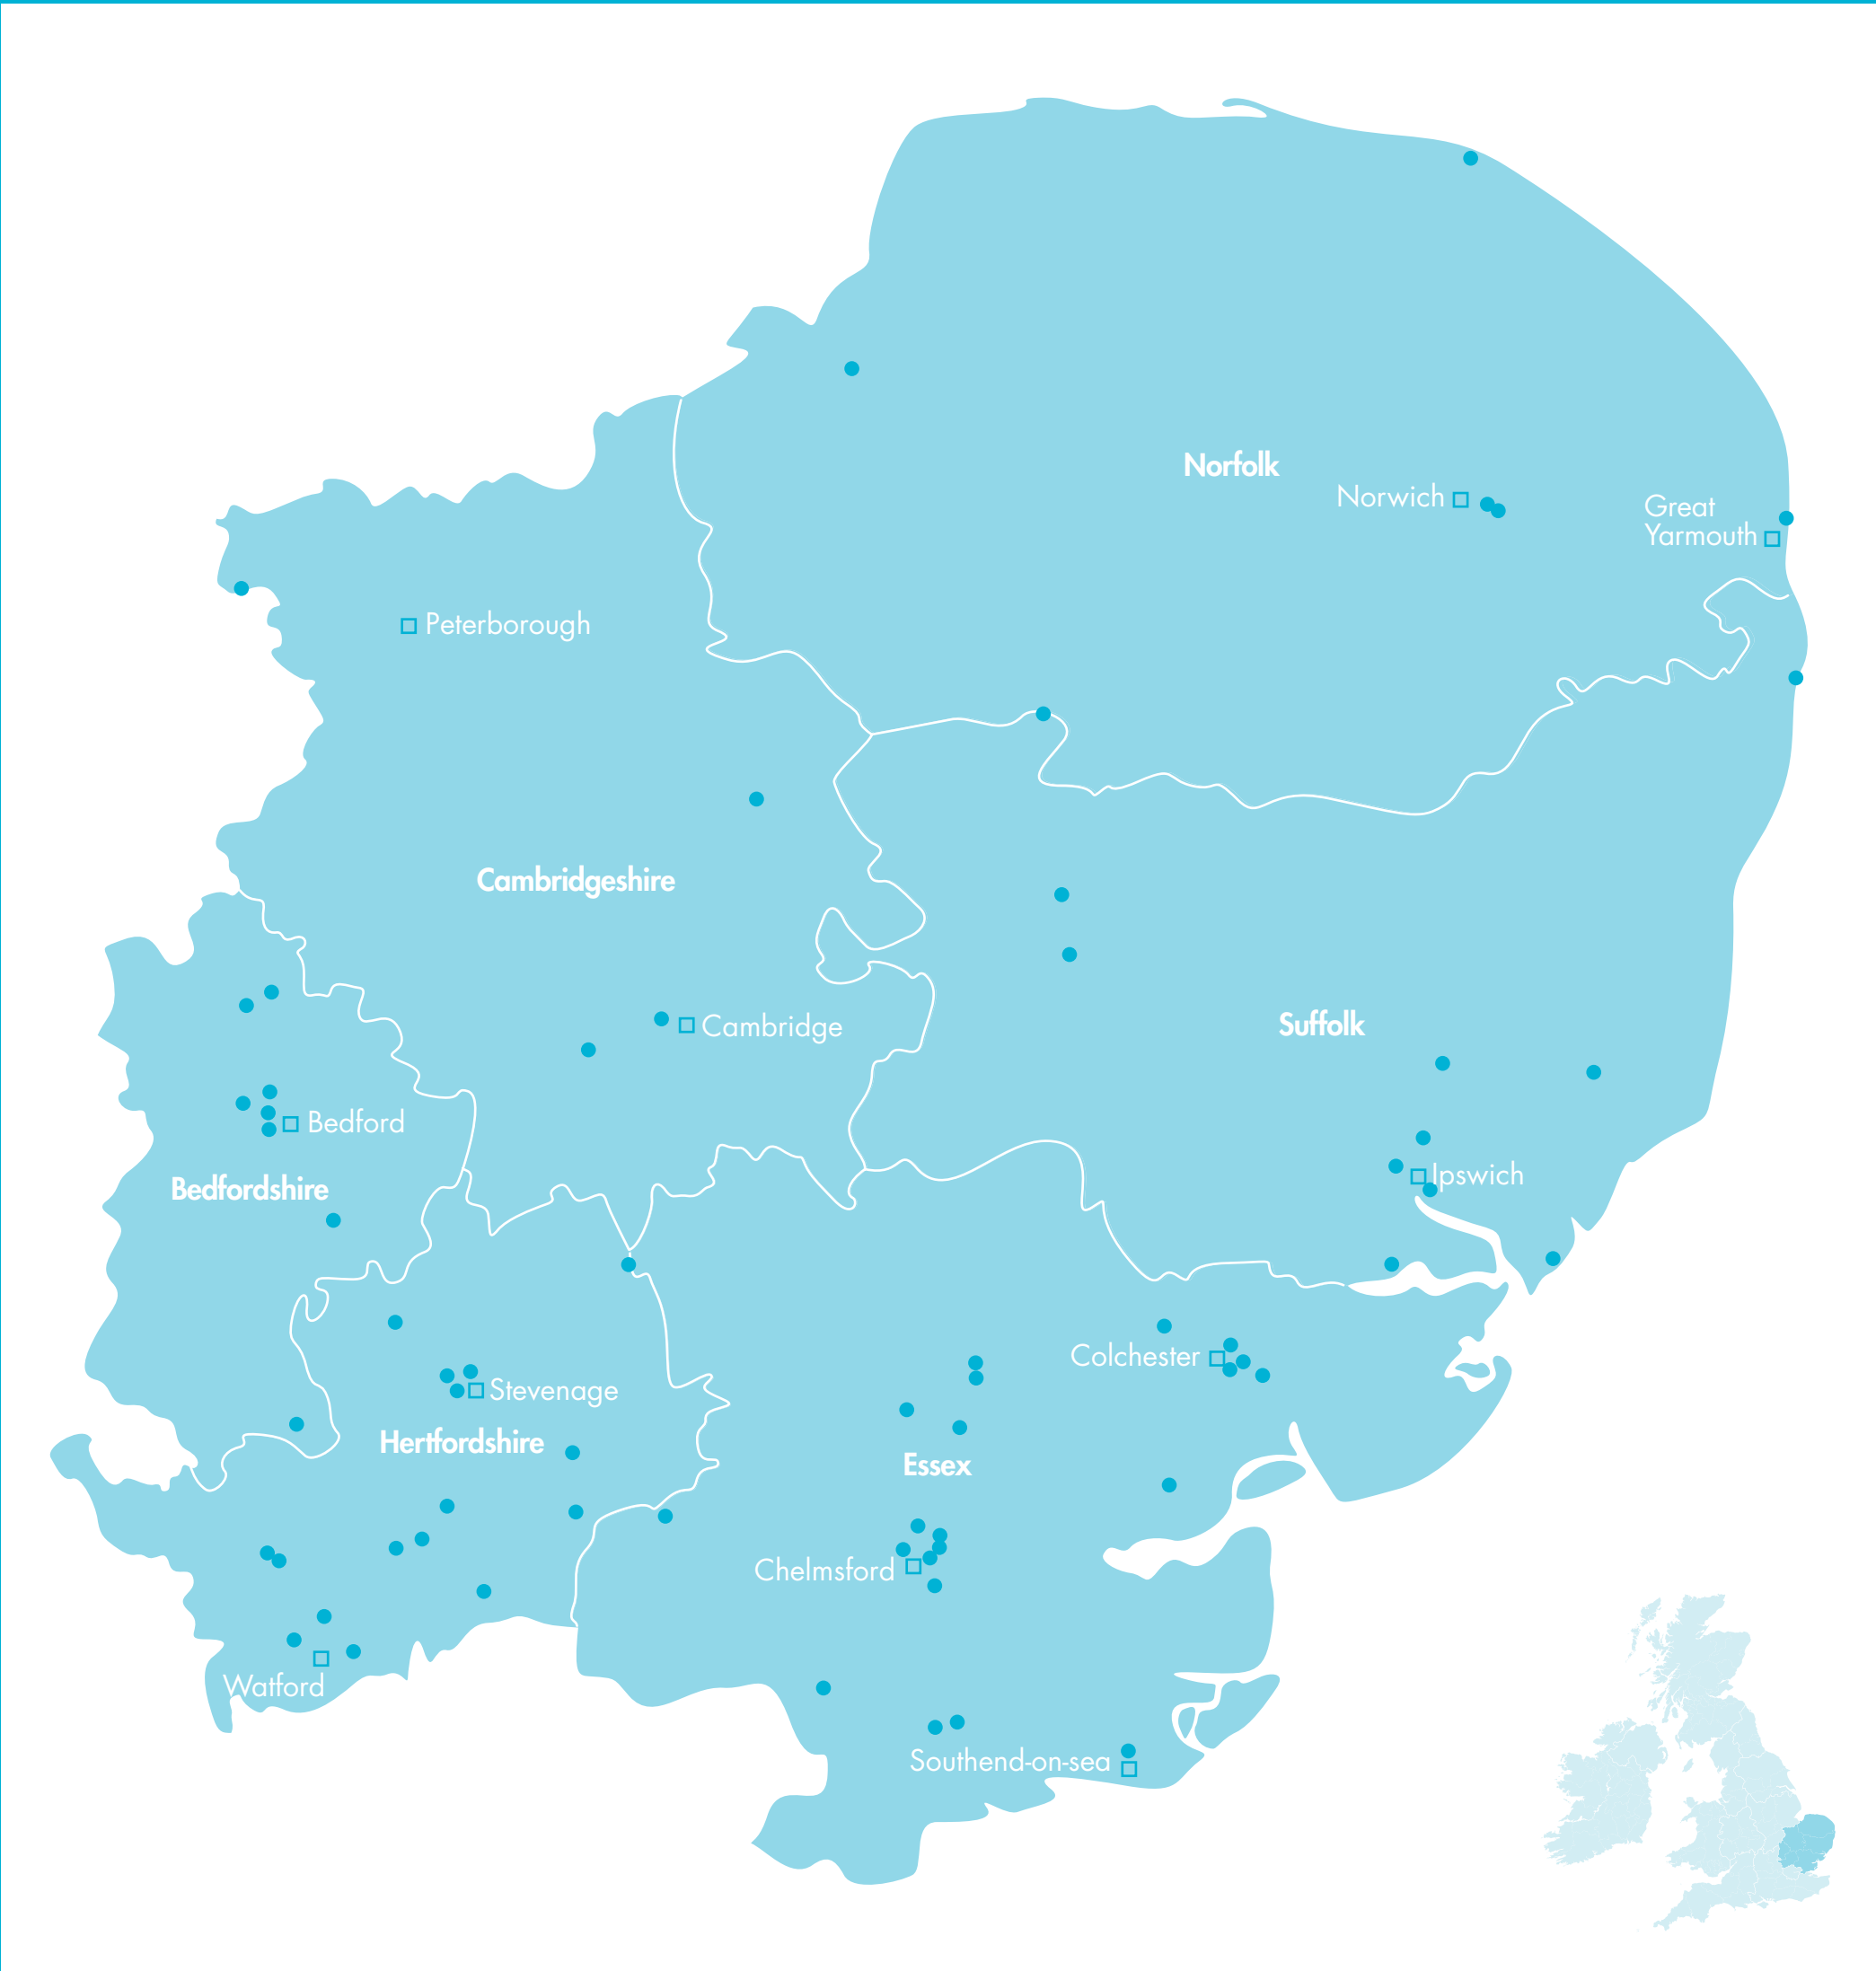 Norfolk
Norwich
Great
Yarmouth
Peterborough
Cambridgeshire
Suffolk
Cambridge
Bedford
Ipswich
Bedfordshire
Colchester
Stevenage
Hertfordshire
Essex
Chelmsford
Watford
Southend-on-sea